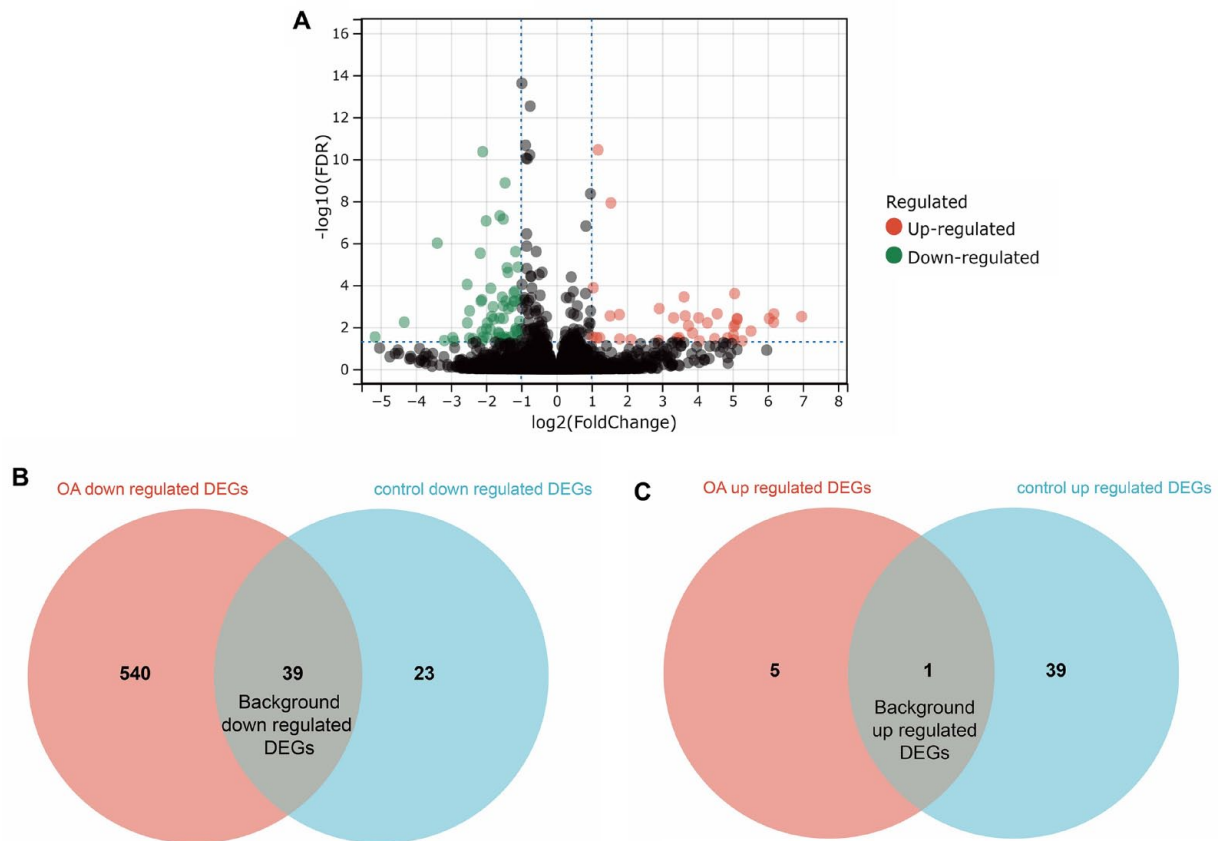 A
16
14
12
10
8
6
4
2
0
-log10(FDR)
−5 −4 −3 −2 −1 0 1 2 3 4 5 6 7 8
log2(FoldChange)
Regulated
Up-regulated
Down-regulated
B
OA down regulated DEGs
control down regulated DEGs
540
39
23
Background
down regulated
DEGs
C
OA up regulated DEGs
control up regulated DEGs
5
1
39
Background
up regulated
DEGs